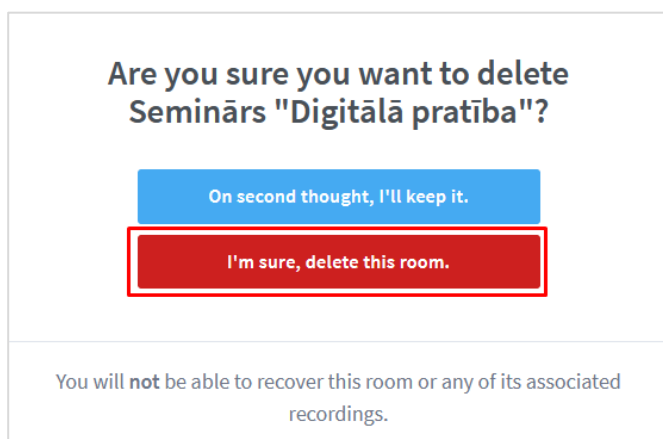 Are you sure you want to delete
Seminārs "Digitālā pratība"?
On second thought, I'll keep it.
I'm sure, delete this room.
You will not be able to recover this room or any of its associated
recordings.